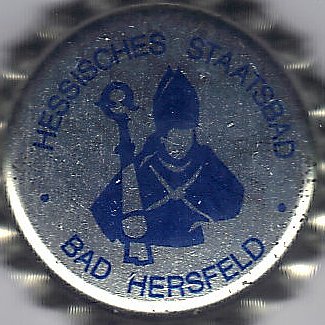 · HESSISCHES STAATSBAD ·
· BAD HERSFELD ·